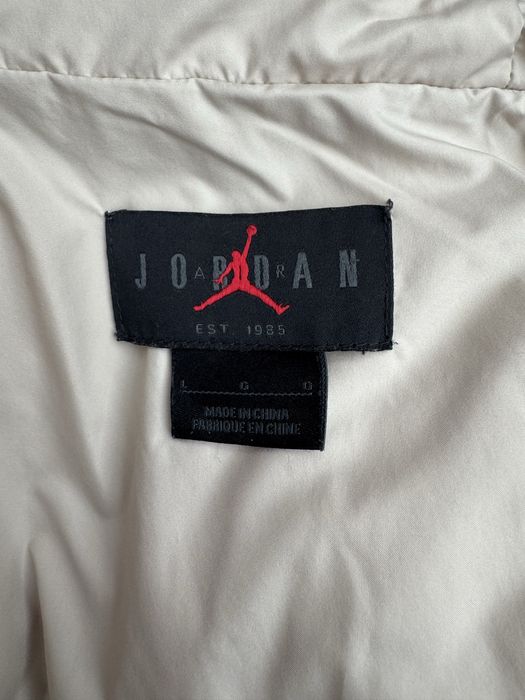 JORDAN
A R
EST. 1985
L G G
MADE IN CHINA
FABRIQUE EN CHINE